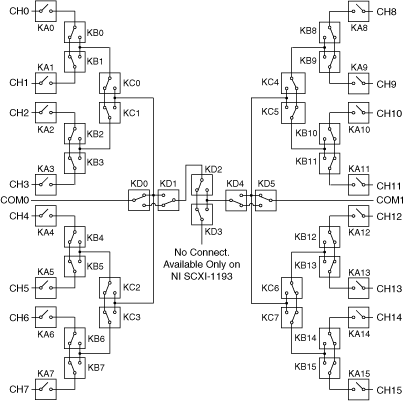 CH0
KA0
KB0
KB1
KA1
CH1
KC0
KC1
CH2
KA2
KB2
KB3
KA3
CH3
COM0
CH4
KA4
KB4
KB5
KA5
CH5
KC2
KC3
CH6
KA6
KB6
KB7
KA7
CH7
KD0
KD1
KD2
KD3
KD4
KD5
No Connect.
Available Only on
NI SCXI-1193
CH8
KA8
KB8
KB9
KA9
CH9
KC4
KC5
CH10
KA10
KB10
KB11
KA11
CH11
COM1
CH12
KA12
KB12
KB13
KA13
CH13
KC6
KC7
CH14
KA14
KB14
KB15
KA15
CH15